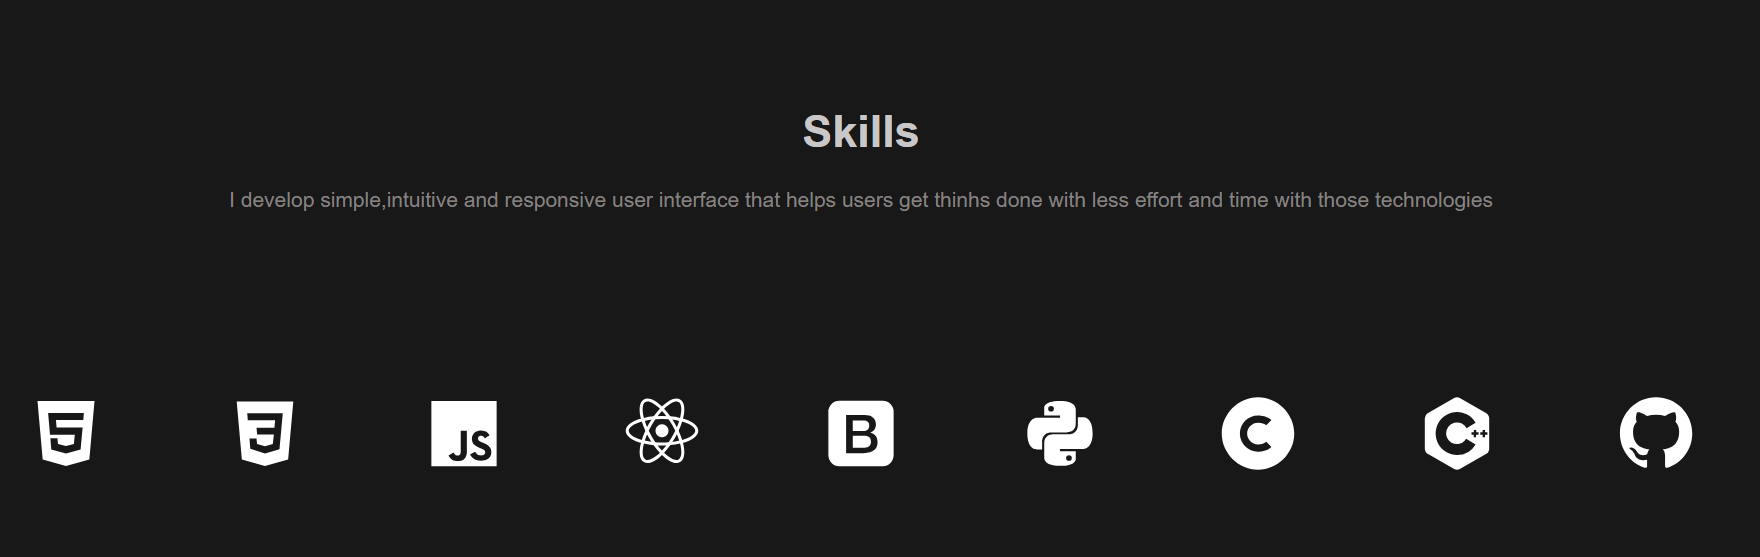 Skills
I develop simple,intuitive and responsive user interface that helps users get thinhs done with less effort and time with those technologies
5 3 JS B C C++